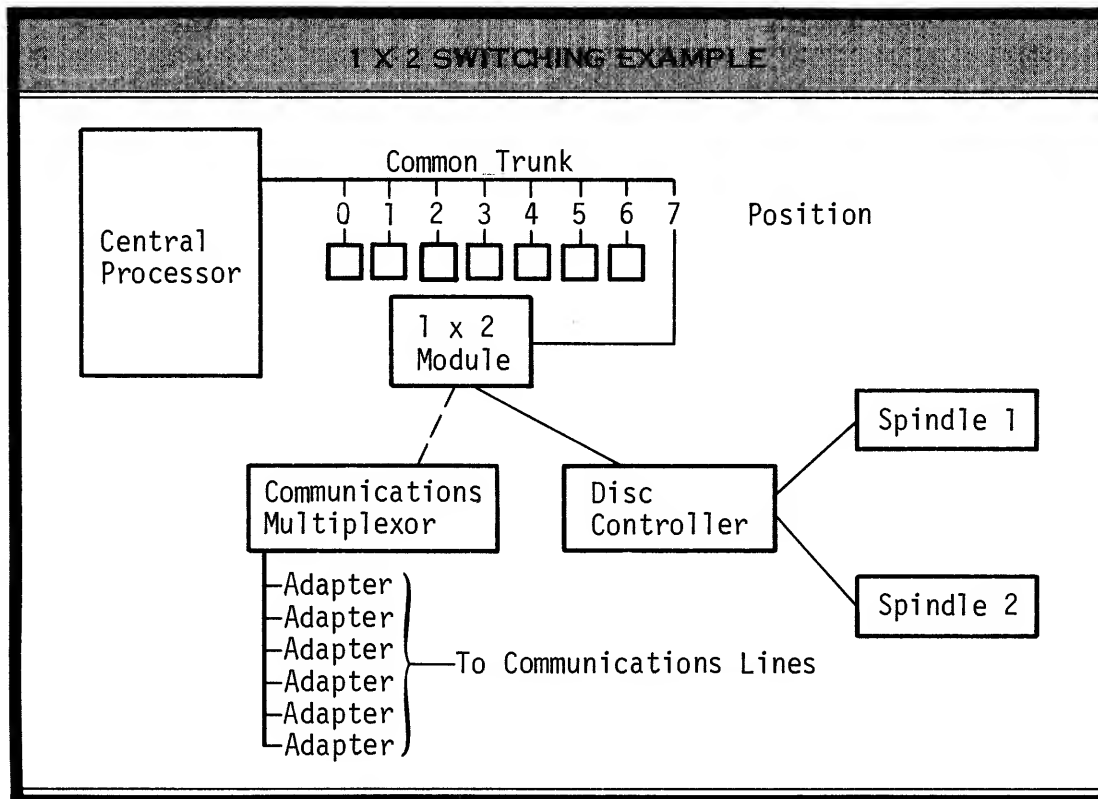 1 X 2 SWITCHING EXAMPLE
Common Trunk
0 1 2 3 4 5 6 7 Position
Central
Processor
1 x 2
Module
Spindle 1
Communications
Multiplexor
Disc
Controller
Spindle 2
Adapter
Adapter
Adapter
Adapter
Adapter
Adapter
To Communications Lines